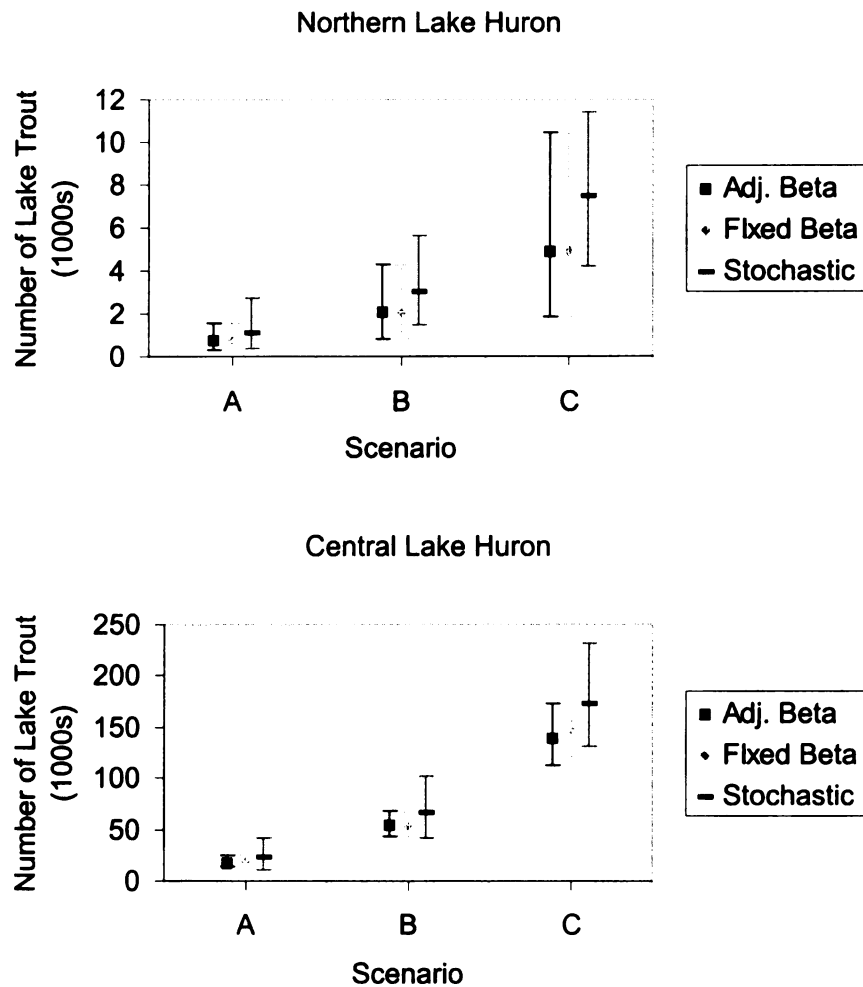 Northern Lake Huron
Number of Lake Trout
(1000s)
12
10
8
6
4
2
0
A B C
Scenario
Adj. Beta
FIxed Beta
Stochastic
Central Lake Huron
Number of Lake Trout
(1000s)
250
200
150
100
50
0
A B C
Scenario
Adj. Beta
FIxed Beta
Stochastic